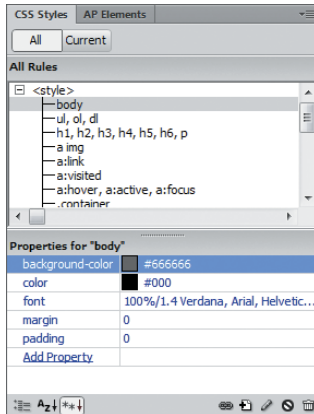 CSS Styles AP Elements
All Current
All Rules
<style>
body
ul, ol, dl
h1, h2, h3, h4, h5, h6, p
a img
a:link
a:visited
a:hover, a:active, a:focus
.container
Properties for "body"
background-color #666666
color #000
font 100%/1.4 Verdana, Arial, Helvetic...
margin 0
padding 0
Add Property
Az↓ **↓